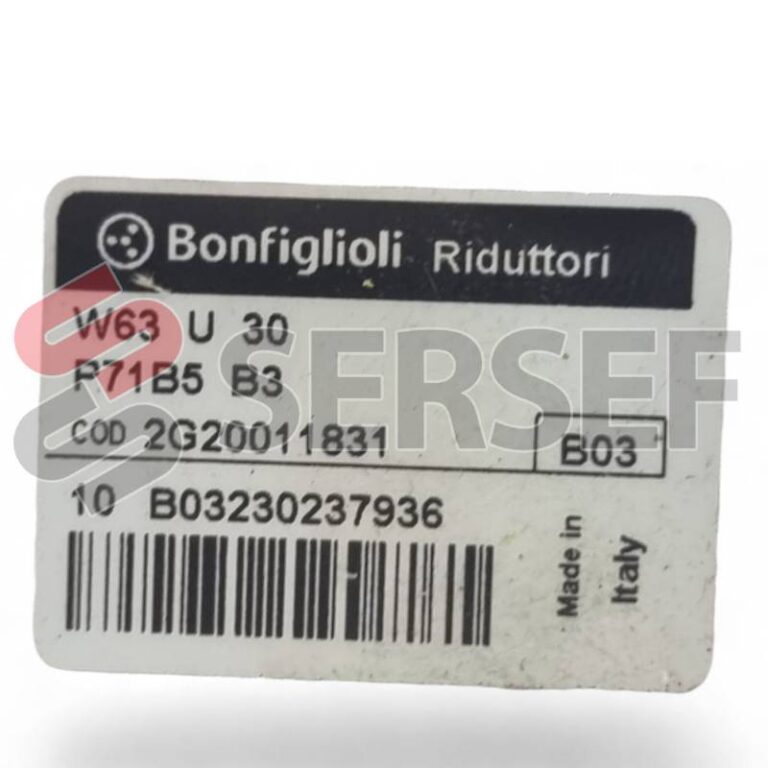 Bonfiglioli Riduttori
W63 U 30
P71B5 B3
SERSEF
COD 2G20011831
B03
10 B03230237936
Made in
Italy